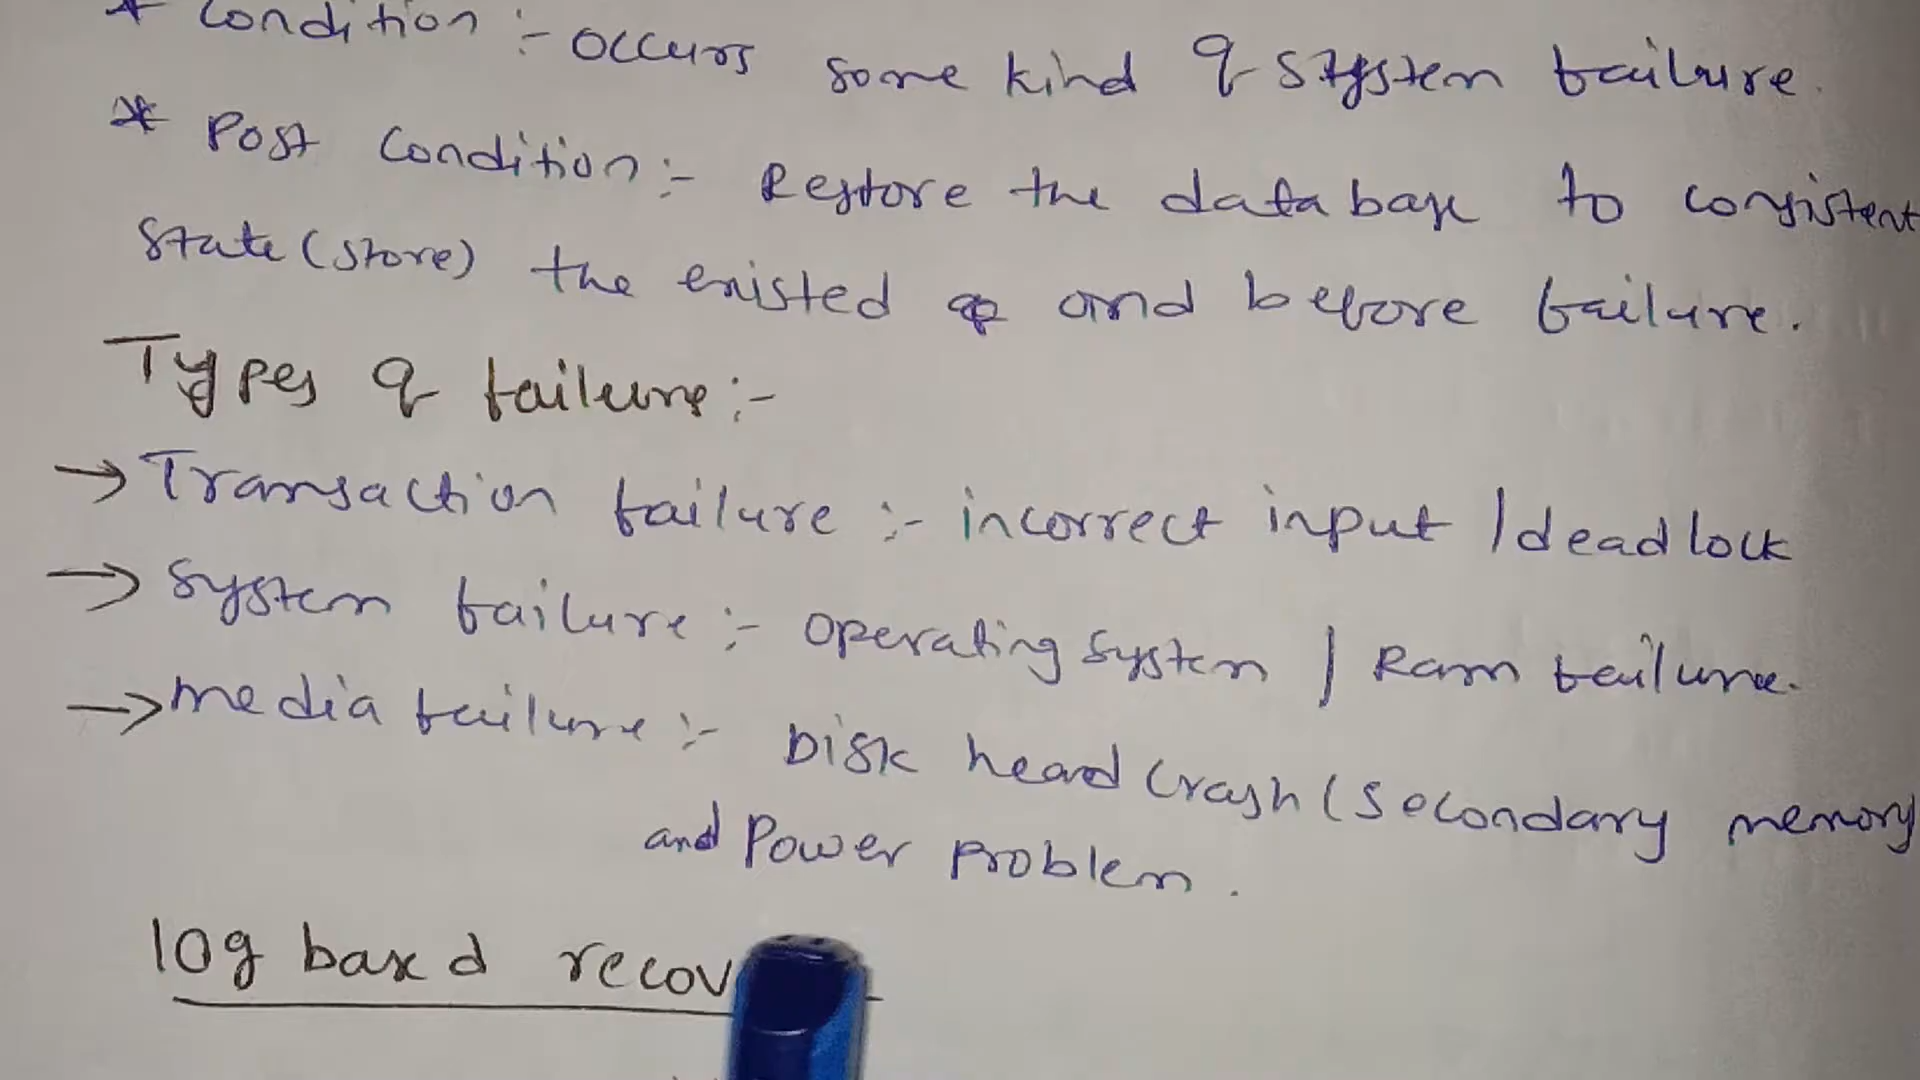 * Condition :- occurs some kind of system failure.
* Post Condition :- Restore the database to consistent
state (store) the existed and before failure.
Types of failure :-
→ Transaction failure :- incorrect input / deadlock
→ System failure :- operating system / Ram failure.
→ media failure :- Disk head crash (secondary memory
and Power Problem.
log based recov